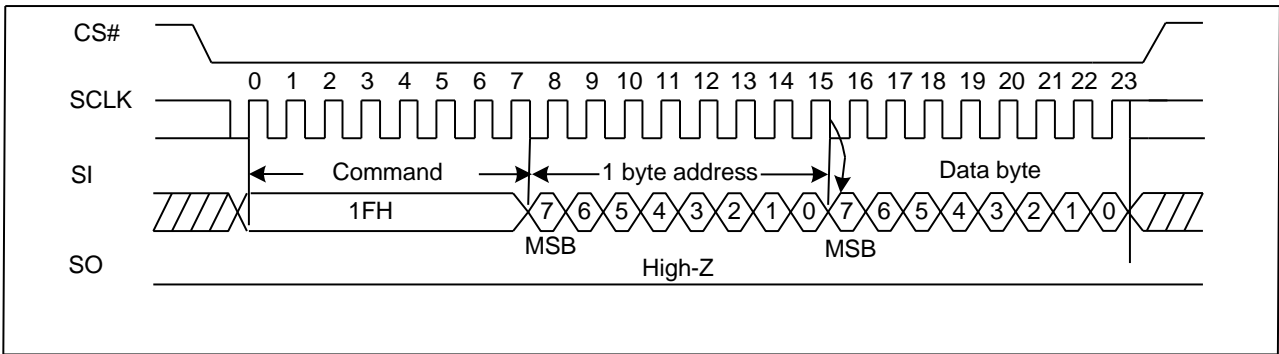 CS#
0 1 2 3 4 5 6 7 8 9 10 11 12 13 14 15 16 17 18 19 20 21 22 23
SCLK
SI Command 1 byte address Data byte
1FH 7 6 5 4 3 2 1 0 7 6 5 4 3 2 1 0
MSB MSB
SO High-Z